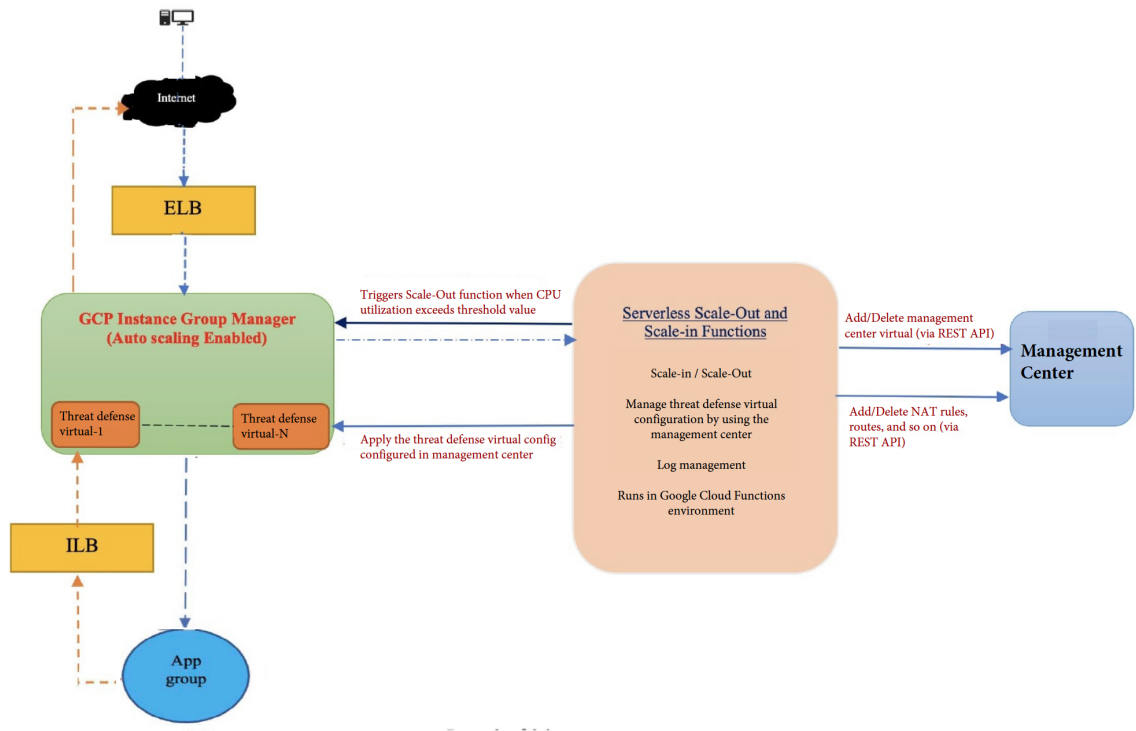 Internet
ELB
GCP Instance Group Manager
(Auto scaling Enabled)
Threat defense
virtual-1
Threat defense
virtual-N
ILB
App
group
Triggers Scale-Out function when CPU
utilization exceeds threshold value
Apply the threat defense virtual config
configured in management center
Serverless Scale-Out and
Scale-in Functions
Scale-in / Scale-Out
Manage threat defense virtual
configuration by using the
management center
Log management
Runs in Google Cloud Functions
environment
Add/Delete management
center virtual (via REST API)
Add/Delete NAT rules,
routes, and so on (via
REST API)
Management
Center